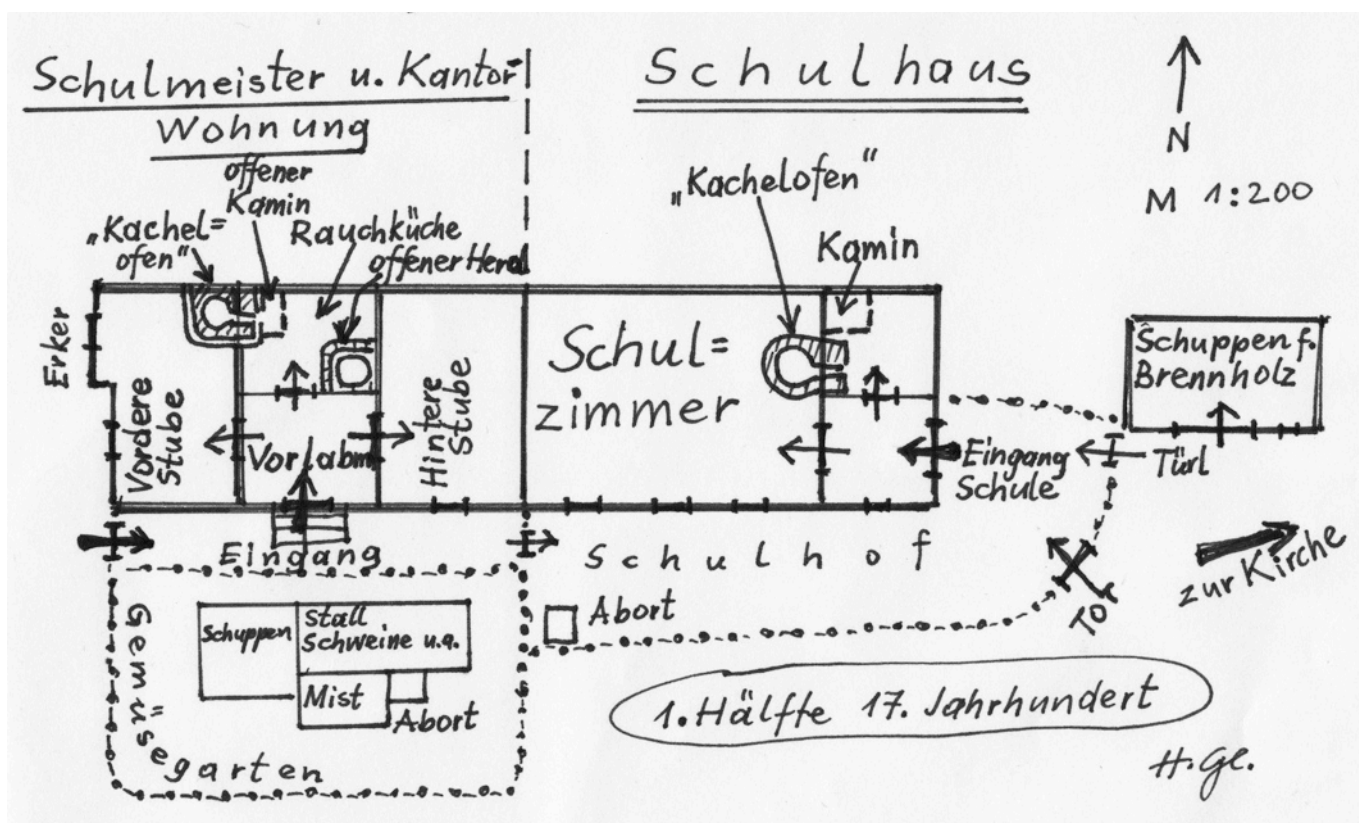 Schulmeister u. Kantor
Wohnung
Schulhaus
N
M 1:200
offener
Kamin
„Kachel=
ofen"
Rauchküche
offener Herd
„Kachelofen"
Kamin
Erker
Vordere
Stube
Vorlabm
Hintere
Stube
Schul=
zimmer
Schuppen f.
Brennholz
Eingang
Schule
Türl
Eingang
Schulhof
Tor
zur Kirche
Gemüsegarten
Schuppen
Stall
Schweine u.a.
Mist
Abort
Abort
1. Hälfte 17. Jahrhundert
H. Ge.